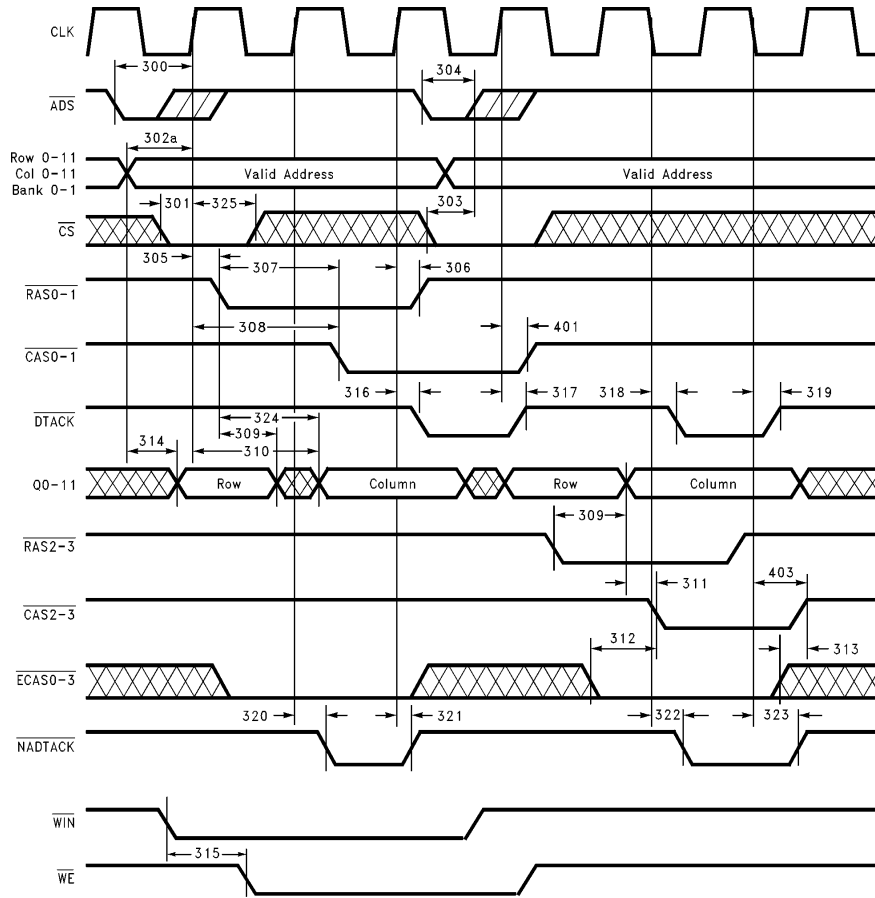 CLK
300
304
ADS
302a
Row 0-11
Col 0-11
Bank 0-1
Valid Address
Valid Address
301
325
303
CS
305
307
306
RAS0-1
308
401
CAS0-1
316
317
318
319
DTACK
324
309
314
310
Q0-11
Row
Column
Row
Column
309
RAS2-3
311
403
CAS2-3
312
313
ECAS0-3
320
321
322
323
NADTACK
WIN
315
WE